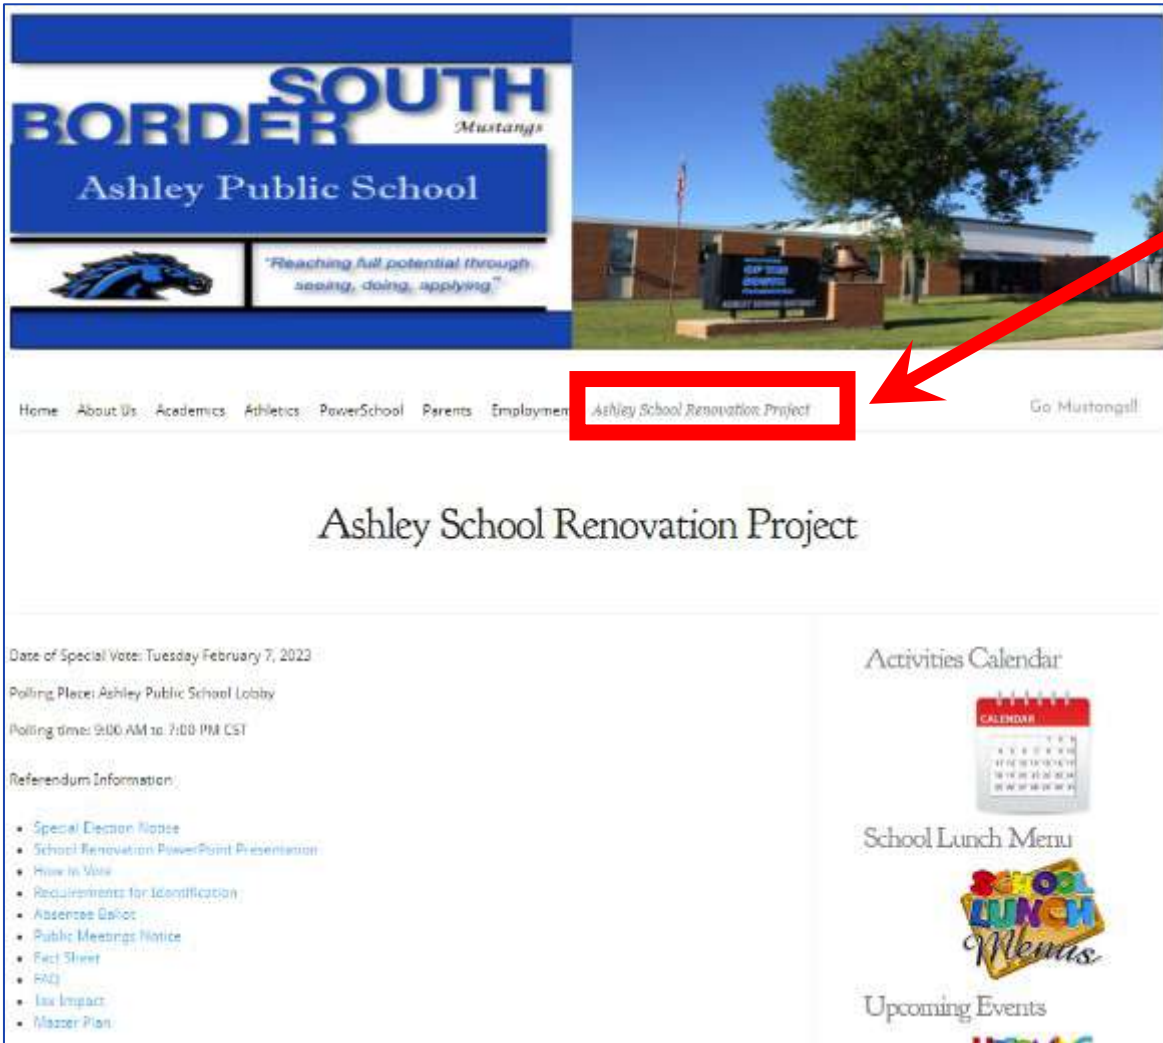 SOUTH
BORDER
Mustangs
Ashley Public School
"Reaching full potential through
seeing, doing, applying"
Home About Us Academics Athletics PowerSchool Parents Employmen Ashley School Renovation Project Go Mustangs!!
Ashley School Renovation Project
Date of Special Vote: Tuesday February 7, 2023
Polling Place: Ashley Public School Lobby
Polling time: 9:00 AM to 7:00 PM CST
Referendum Information
Special Election Notice
School Renovation PowerPoint Presentation
How to Vote
Requirements for Identification
Absentee Ballot
Public Meetings Notice
Fact Sheet
FAQ
Tax Impact
Master Plan
Activities Calendar
CALENDAR
School Lunch Menu
SCHOOL
LUNCH
Menus
Upcoming Events